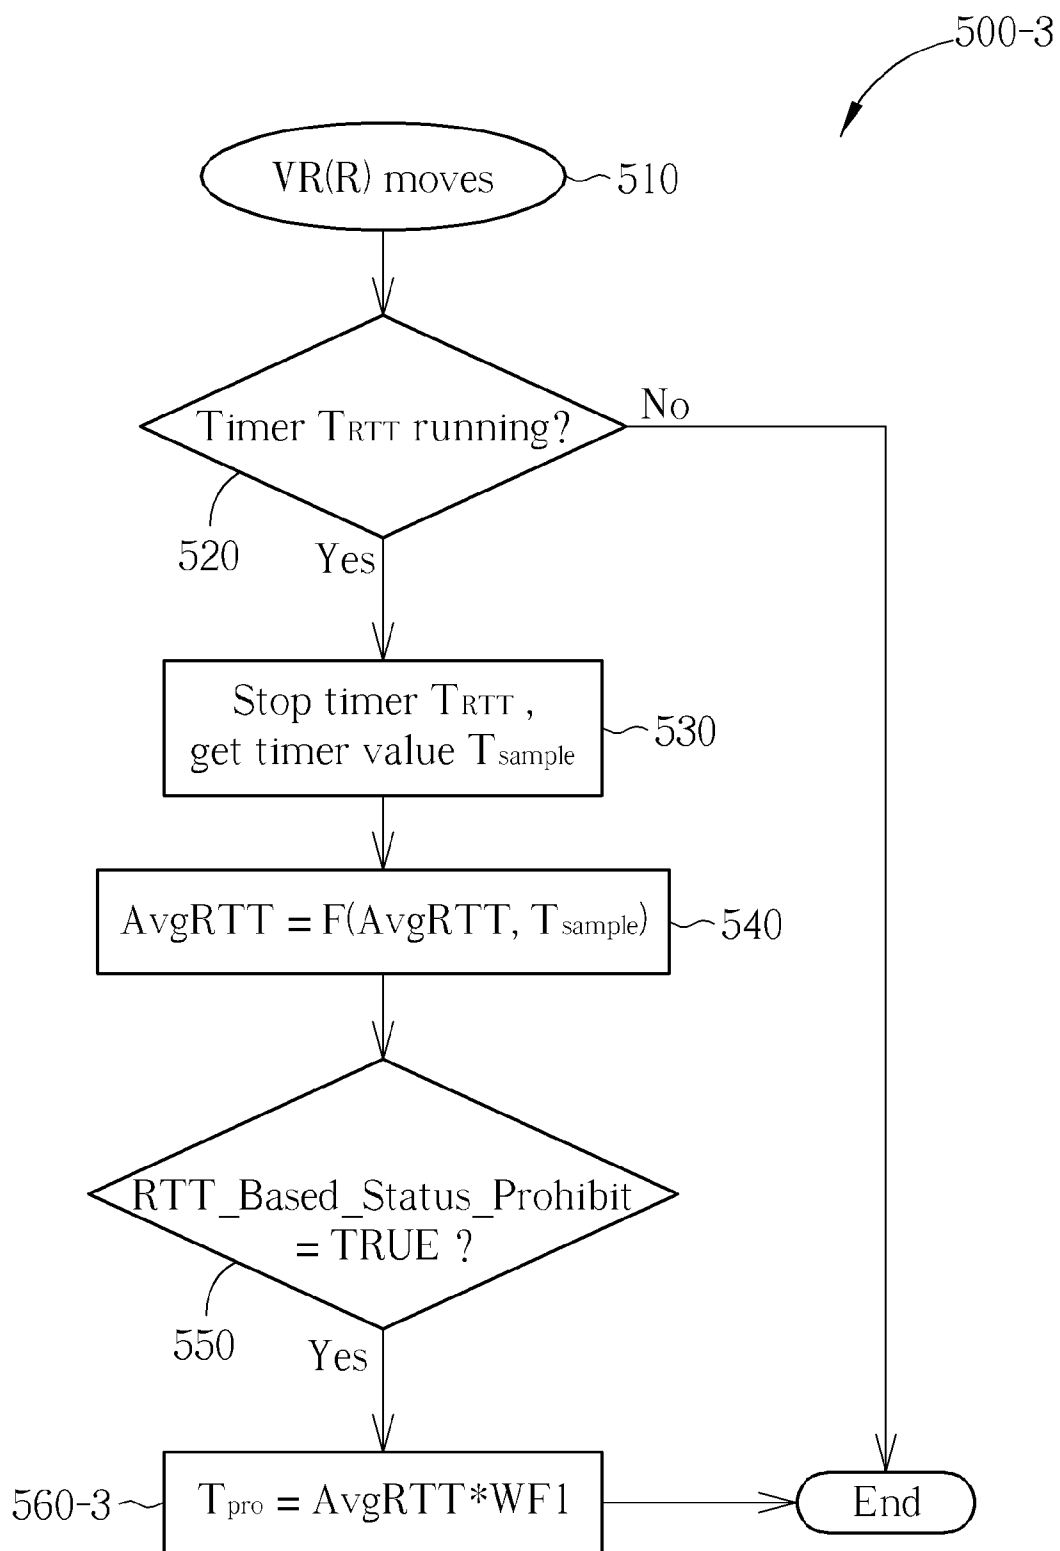 500-3
VR(R) moves
510
Timer TRTT running?
No
520
Yes
Stop timer TRTT ,
get timer value Tsample
530
AvgRTT = F(AvgRTT, Tsample)
540
RTT_Based_Status_Prohibit
= TRUE ?
550
Yes
560-3
Tpro = AvgRTT*WF1
End